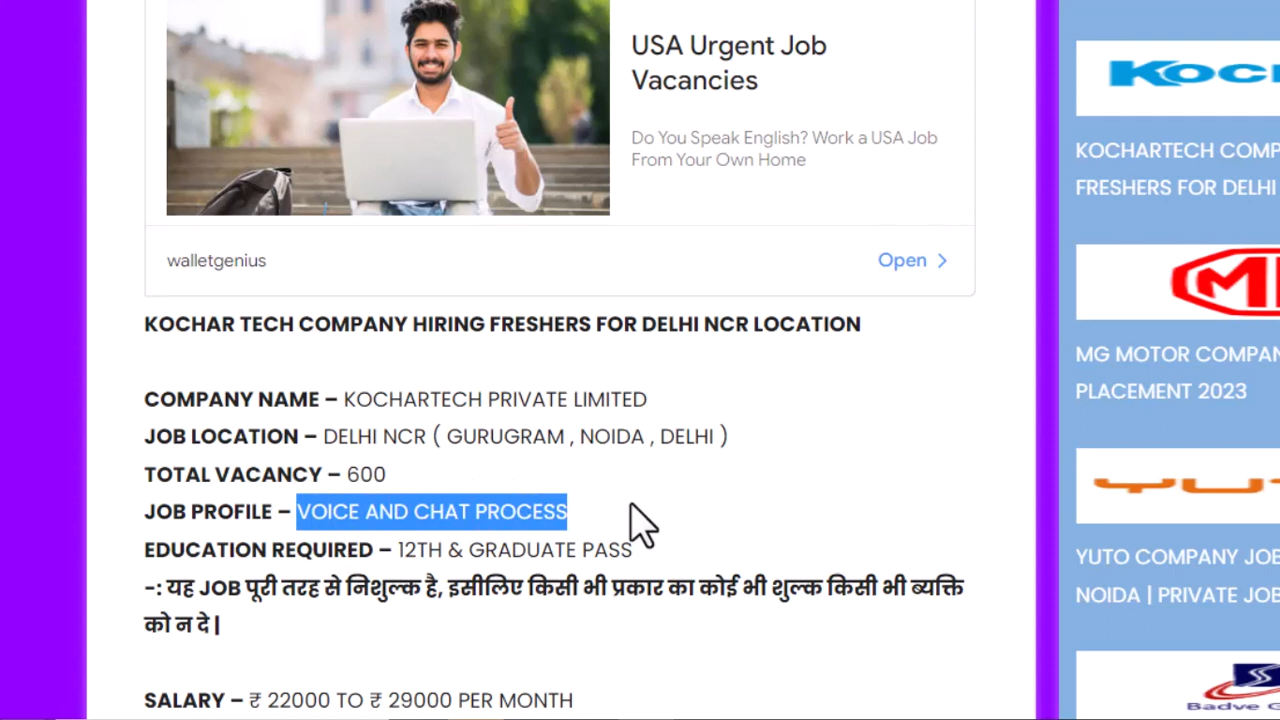 USA Urgent Job
Vacancies
Do You Speak English? Work a USA Job
From Your Own Home
walletgenius
Open
KOCHAR TECH COMPANY HIRING FRESHERS FOR DELHI NCR LOCATION
COMPANY NAME – KOCHARTECH PRIVATE LIMITED
JOB LOCATION – DELHI NCR ( GURUGRAM , NOIDA , DELHI )
TOTAL VACANCY – 600
JOB PROFILE – VOICE AND CHAT PROCESS
EDUCATION REQUIRED – 12TH & GRADUATE PASS
-: यह JOB पूरी तरह से निशुल्क है, इसीलिए किसी भी प्रकार का कोई भी शुल्क किसी भी ब्यक्ति
को न दे |
SALARY – ₹ 22000 TO ₹ 29000 PER MONTH
KOCHARTECH COMP
FRESHERS FOR DELHI
MG MOTOR COMPAN
PLACEMENT 2023
YUTO COMPANY JOB
NOIDA | PRIVATE JOB
Badve G